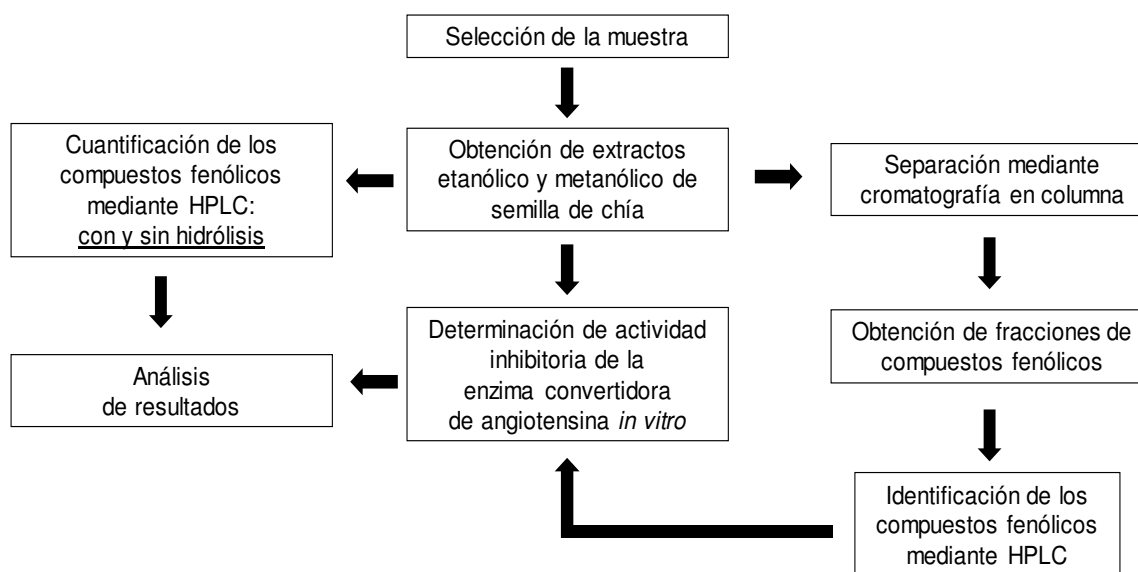 Selección de la muestra
Cuantificación de los
compuestos fenólicos
mediante HPLC:
con y sin hidrólisis
Obtención de extractos
etanólico y metanólico de
semilla de chía
Separación mediante
cromatografía en columna
Análisis
de resultados
Determinación de actividad
inhibitoria de la
enzima convertidora
de angiotensina in vitro
Obtención de fracciones de
compuestos fenólicos
Identificación de los
compuestos fenólicos
mediante HPLC